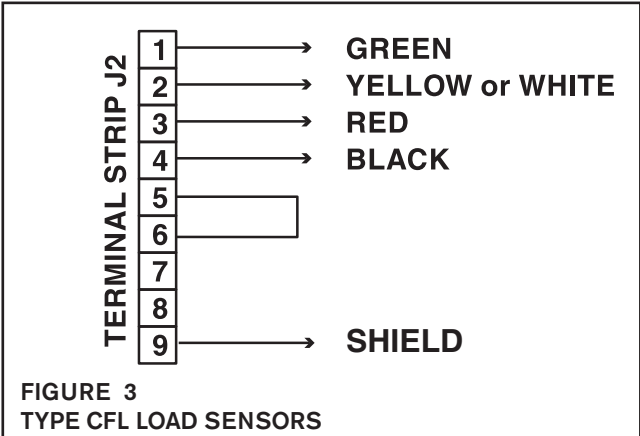 TERMINAL STRIP J2
1 GREEN
2 YELLOW or WHITE
3 RED
4 BLACK
5
6
7
8
9 SHIELD
FIGURE 3
TYPE CFL LOAD SENSORS